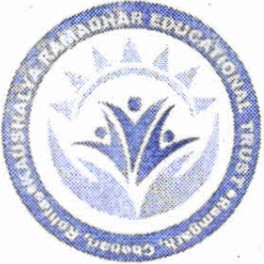 KAUSHALYA RAMADHAR EDUCATIONAL TRUST
Ramgarh, Chenari, Rohtas